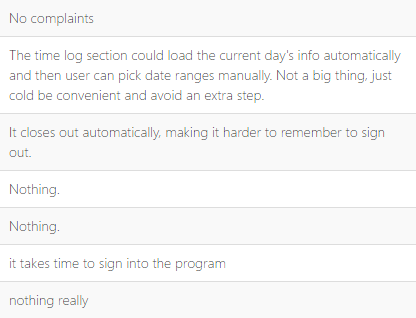 No complaints
The time log section could load the current day's info automatically
and then user can pick date ranges manually. Not a big thing, just
cold be convenient and avoid an extra step.
It closes out automatically, making it harder to remember to sign
out.
Nothing.
Nothing.
it takes time to sign into the program
nothing really